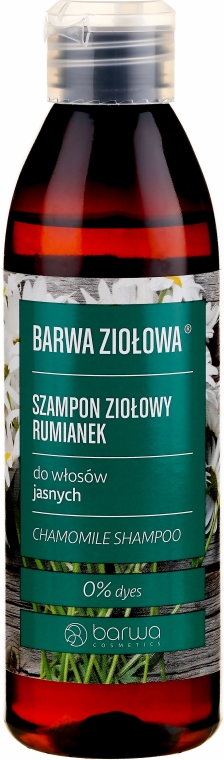 BARWA ZIOŁOWA®
SZAMPON ZIOŁOWY
RUMIANEK
do włosów
jasnych
CHAMOMILE SHAMPOO
0% dyes
barwa
COSMETICS